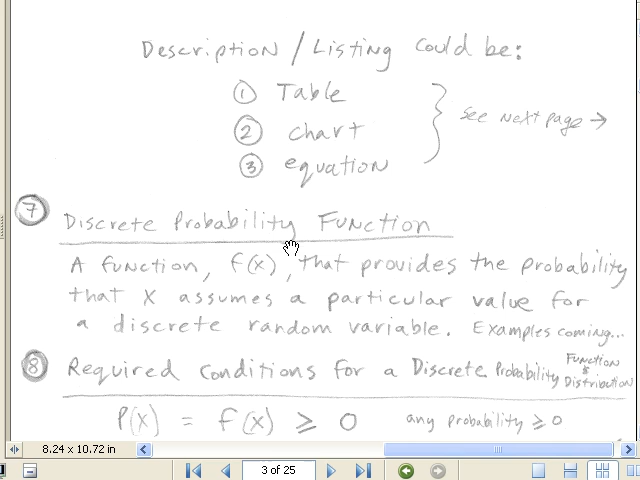 Description / Listing could be:
① Table
② chart
③ equation
See Next page →
⑦ Discrete Probability Function
A function, f(x), that provides the probability
that X assumes a particular value for
a discrete random variable. Examples coming...
⑧ Required Conditions for a Discrete Probability Function & Distribution
P(x) = f(x) ≥ 0 any probability ≥ 0
8.24 x 10.72 in
3 of 25